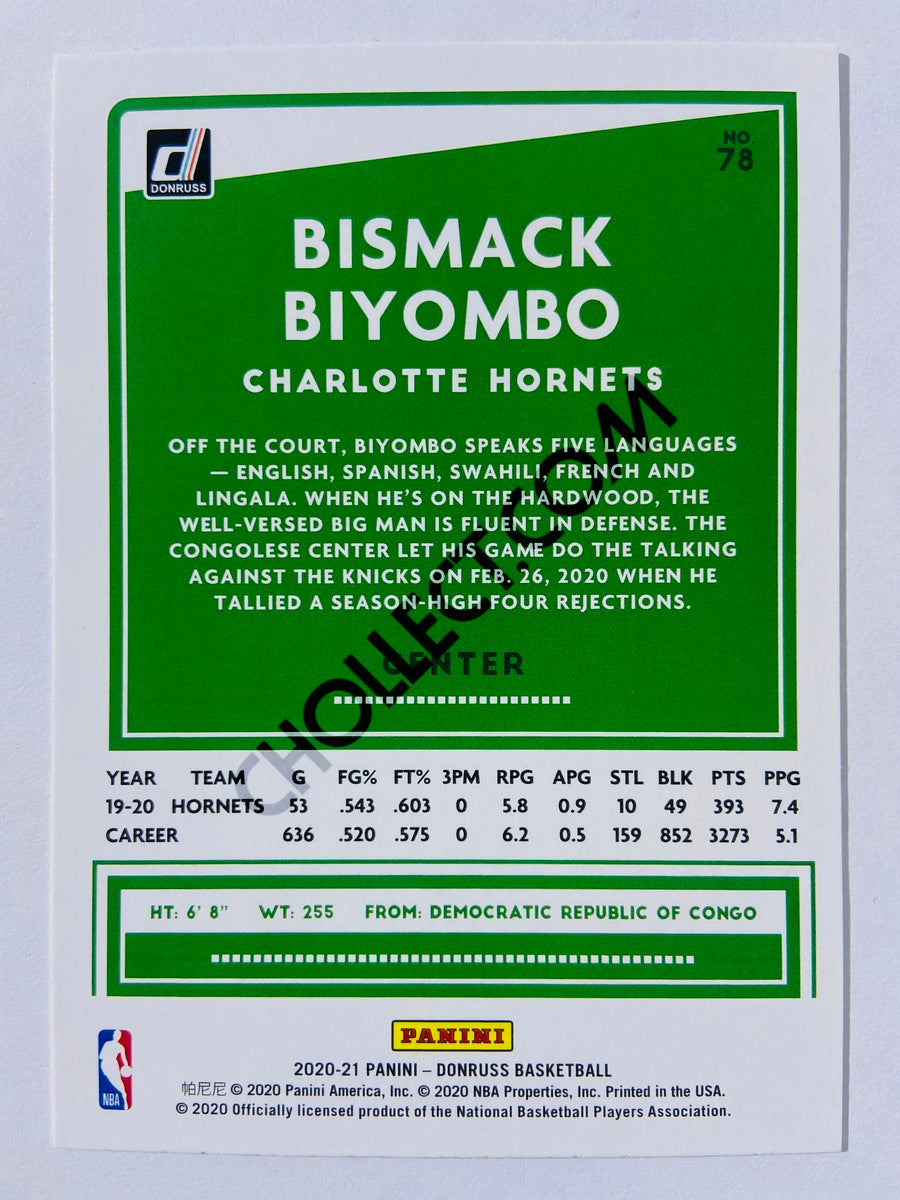 DONRUSS
NO.
78
BISMACK
BIYOMBO
CHARLOTTE HORNETS
OFF THE COURT, BIYOMBO SPEAKS FIVE LANGUAGES
— ENGLISH, SPANISH, SWAHILI, FRENCH AND
LINGALA. WHEN HE'S ON THE HARDWOOD, THE
WELL-VERSED BIG MAN IS FLUENT IN DEFENSE. THE
CONGOLESE CENTER LET HIS GAME DO THE TALKING
AGAINST THE KNICKS ON FEB. 26, 2020 WHEN HE
TALLIED A SEASON-HIGH FOUR REJECTIONS.
CENTER
CHOLLECT.COM
YEAR TEAM G FG% FT% 3PM RPG APG STL BLK PTS PPG
19-20 HORNETS 53 .543 .603 0 5.8 0.9 10 49 393 7.4
CAREER 636 .520 .575 0 6.2 0.5 159 852 3273 5.1
HT: 6' 8" WT: 255 FROM: DEMOCRATIC REPUBLIC OF CONGO
PANINI
NBA
2020-21 PANINI – DONRUSS BASKETBALL
帕尼尼 © 2020 Panini America, Inc. © 2020 NBA Properties, Inc. Printed in the USA.
© 2020 Officially licensed product of the National Basketball Players Association.